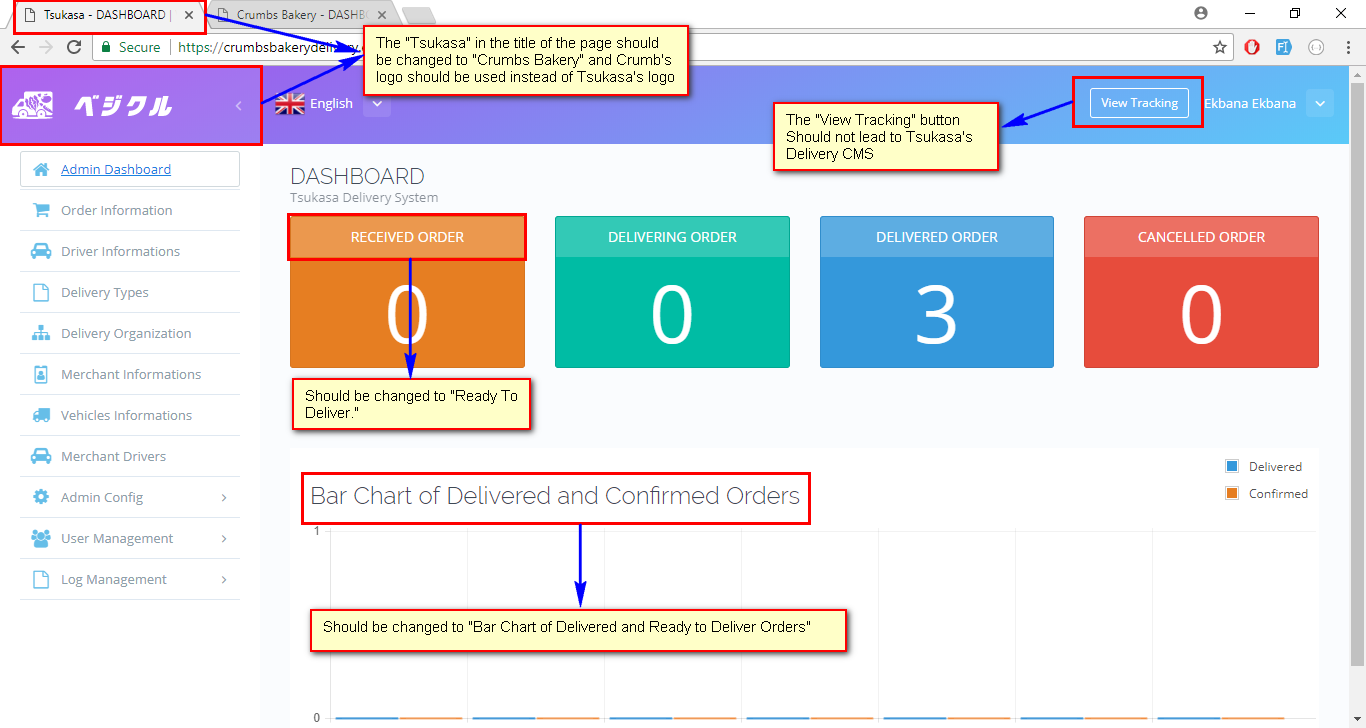 Tsukasa - DASHBOARD |
Crumbs Bakery - DASHB
Secure
https://crumbsbakerydelivery.
The "Tsukasa" in the title of the page should
be changed to "Crumbs Bakery" and Crumb's
logo should be used instead of Tsukasa's logo
ベジクル
English
View Tracking
Ekbana Ekbana
The "View Tracking" button
Should not lead to Tsukasa's
Delivery CMS
Admin Dashboard
Order Information
Driver Informations
Delivery Types
Delivery Organization
Merchant Informations
Vehicles Informations
Merchant Drivers
Admin Config
User Management
Log Management
DASHBOARD
Tsukasa Delivery System
RECEIVED ORDER
0
DELIVERING ORDER
0
DELIVERED ORDER
3
CANCELLED ORDER
0
Should be changed to "Ready To
Deliver."
Delivered
Confirmed
Bar Chart of Delivered and Confirmed Orders
1
Should be changed to "Bar Chart of Delivered and Ready to Deliver Orders"
0